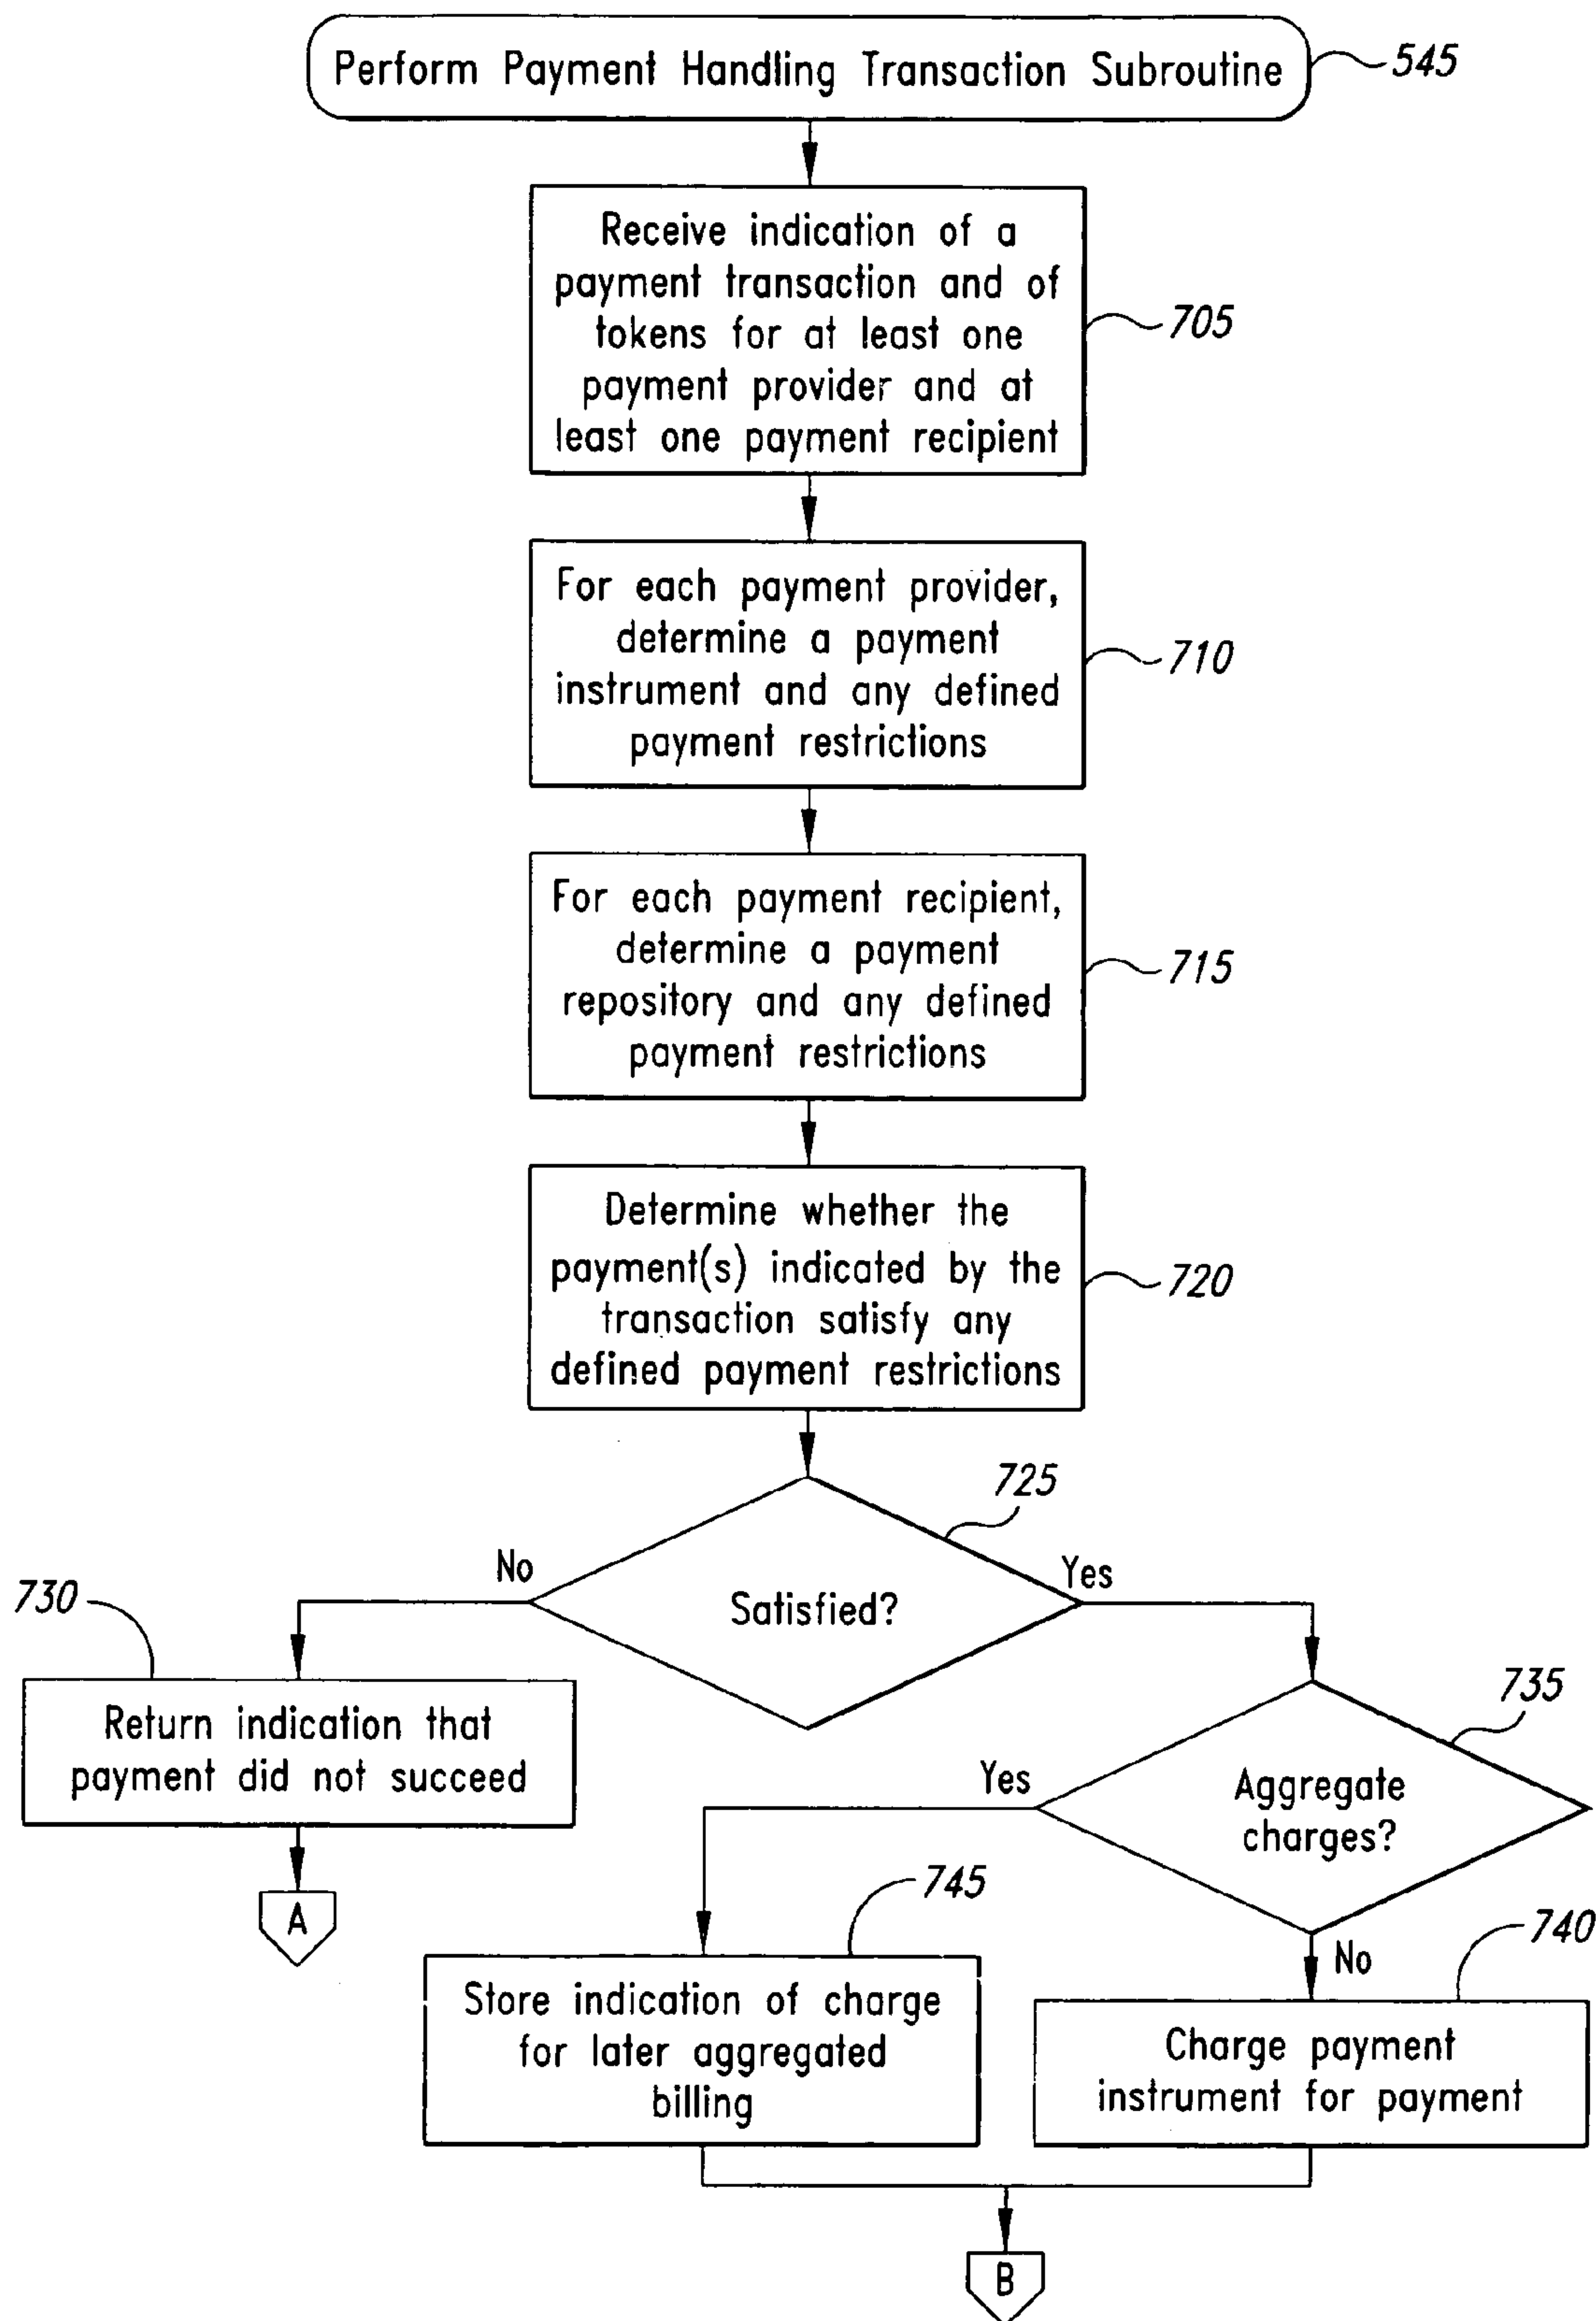 Perform Payment Handling Transaction Subroutine
545
Receive indication of a
payment transaction and of
tokens for at least one
payment provider and at
least one payment recipient
705
For each payment provider,
determine a payment
instrument and any defined
payment restrictions
710
For each payment recipient,
determine a payment
repository and any defined
payment restrictions
715
Determine whether the
payment(s) indicated by the
transaction satisfy any
defined payment restrictions
720
725
No
Satisfied?
Yes
730
Return indication that
payment did not succeed
A
735
Yes
Aggregate
charges?
745
Store indication of charge
for later aggregated
billing
No
740
Charge payment
instrument for payment
B